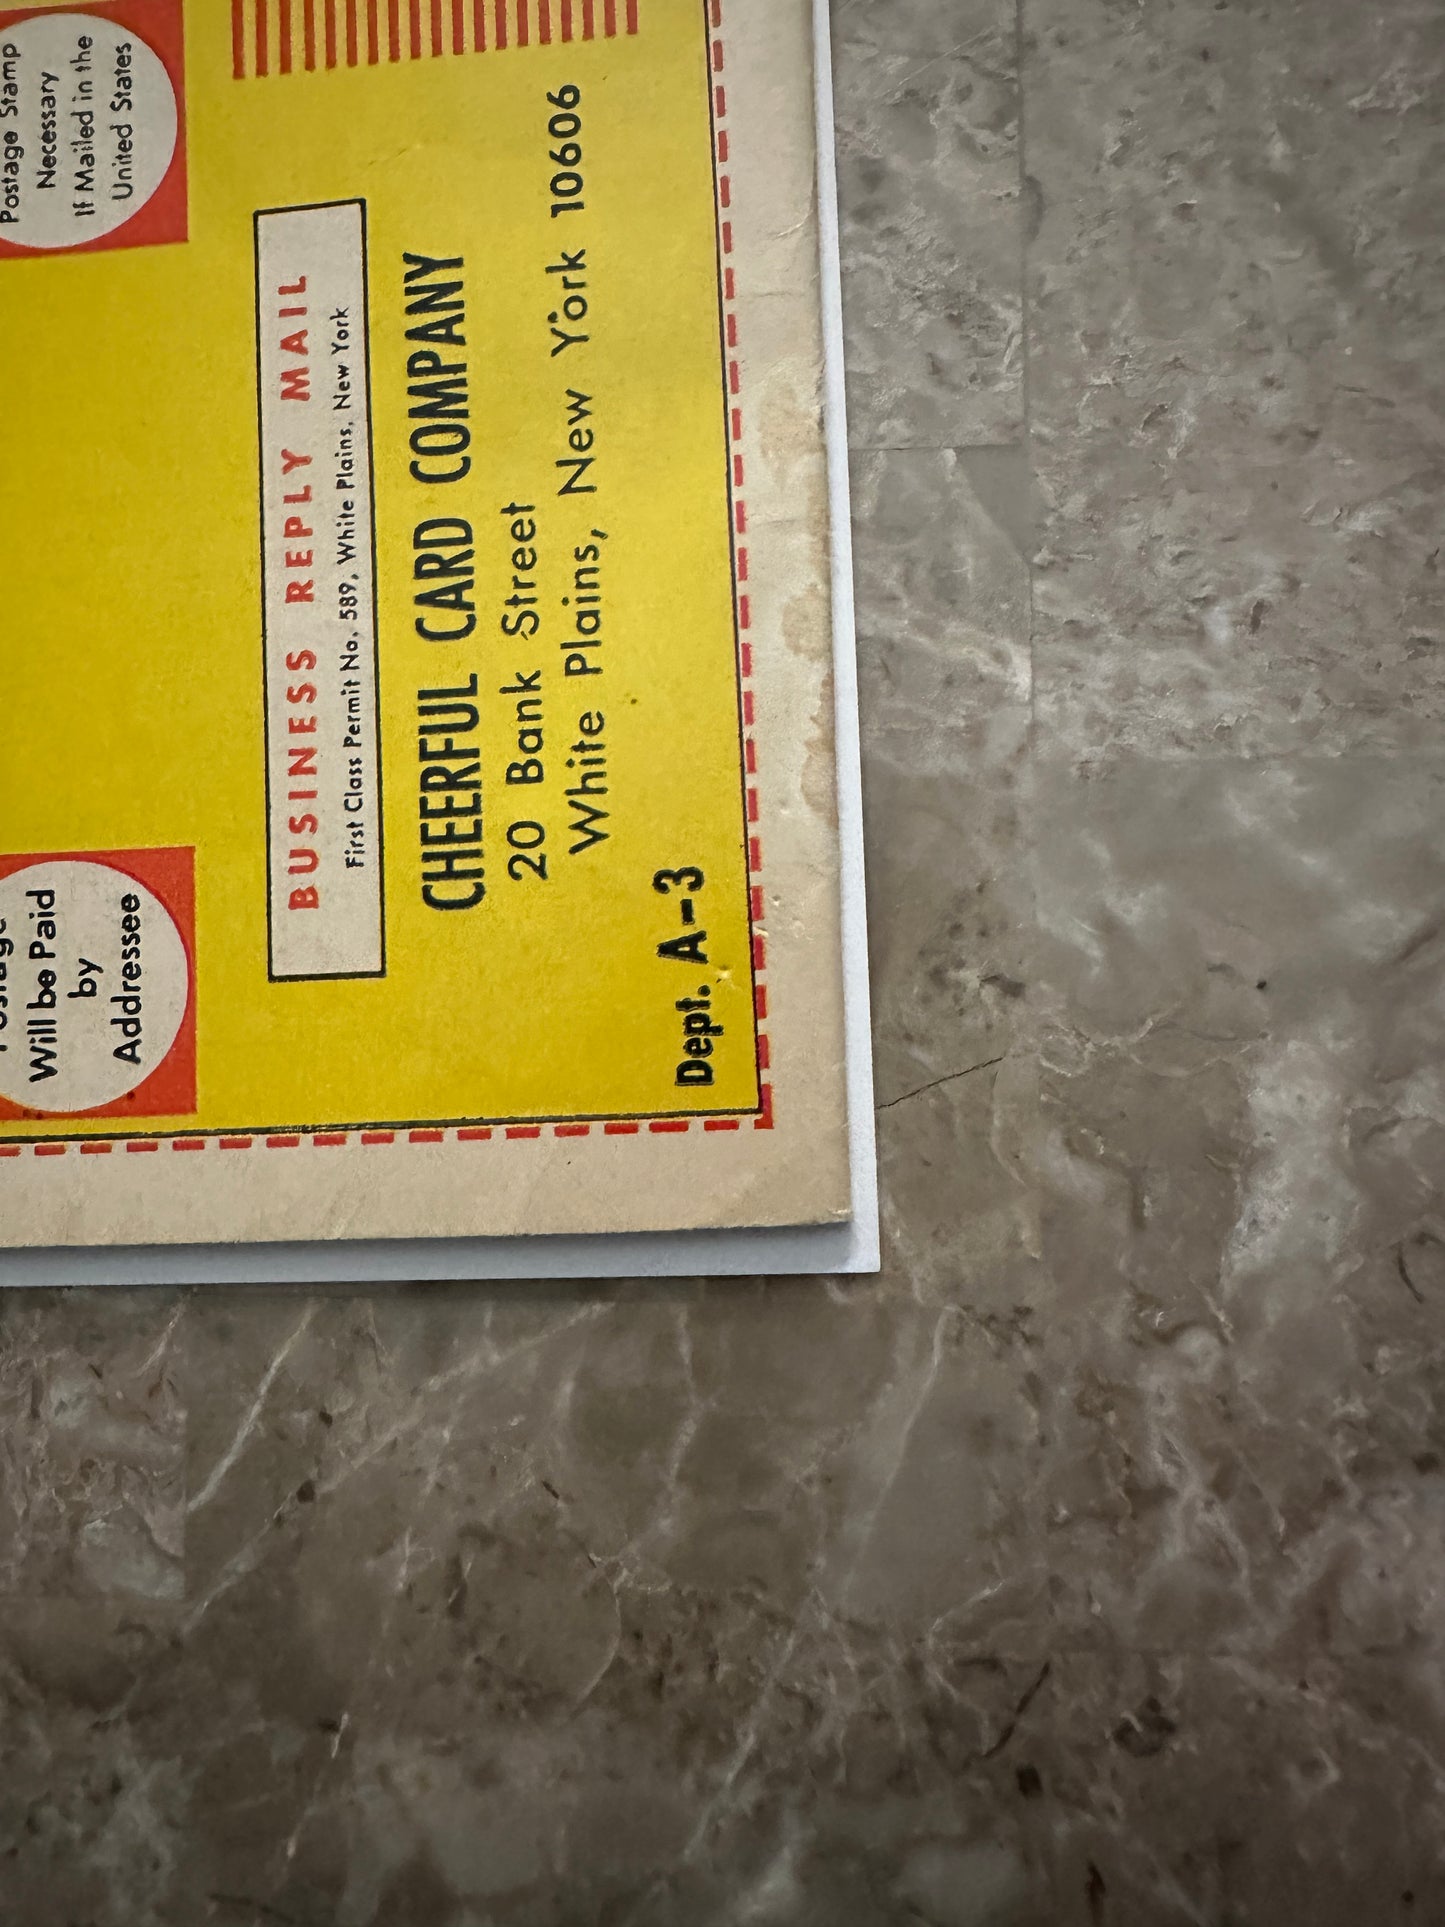 Postage Stamp
Necessary
If Mailed in the
United States
BUSINESS REPLY MAIL
First Class Permit No. 589, White Plains, New York
Will be Paid
by
Addressee
CHEERFUL CARD COMPANY
20 Bank Street
White Plains, New York 10606
Dept. A-3